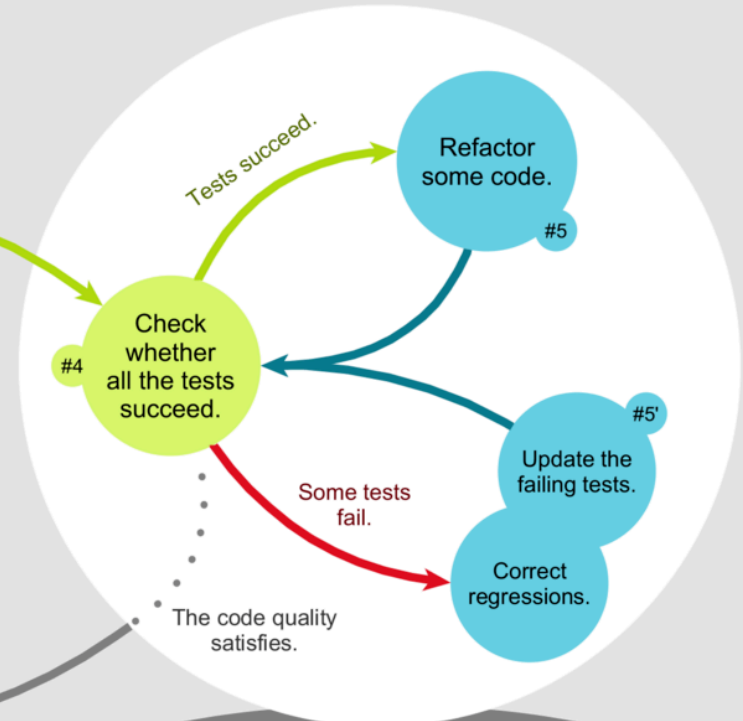 Tests succeed.
Refactor
some code.
#5
Check
whether
all the tests
succeed.
#4
#5'
Update the
failing tests.
Some tests
fail.
Correct
regressions.
The code quality
satisfies.